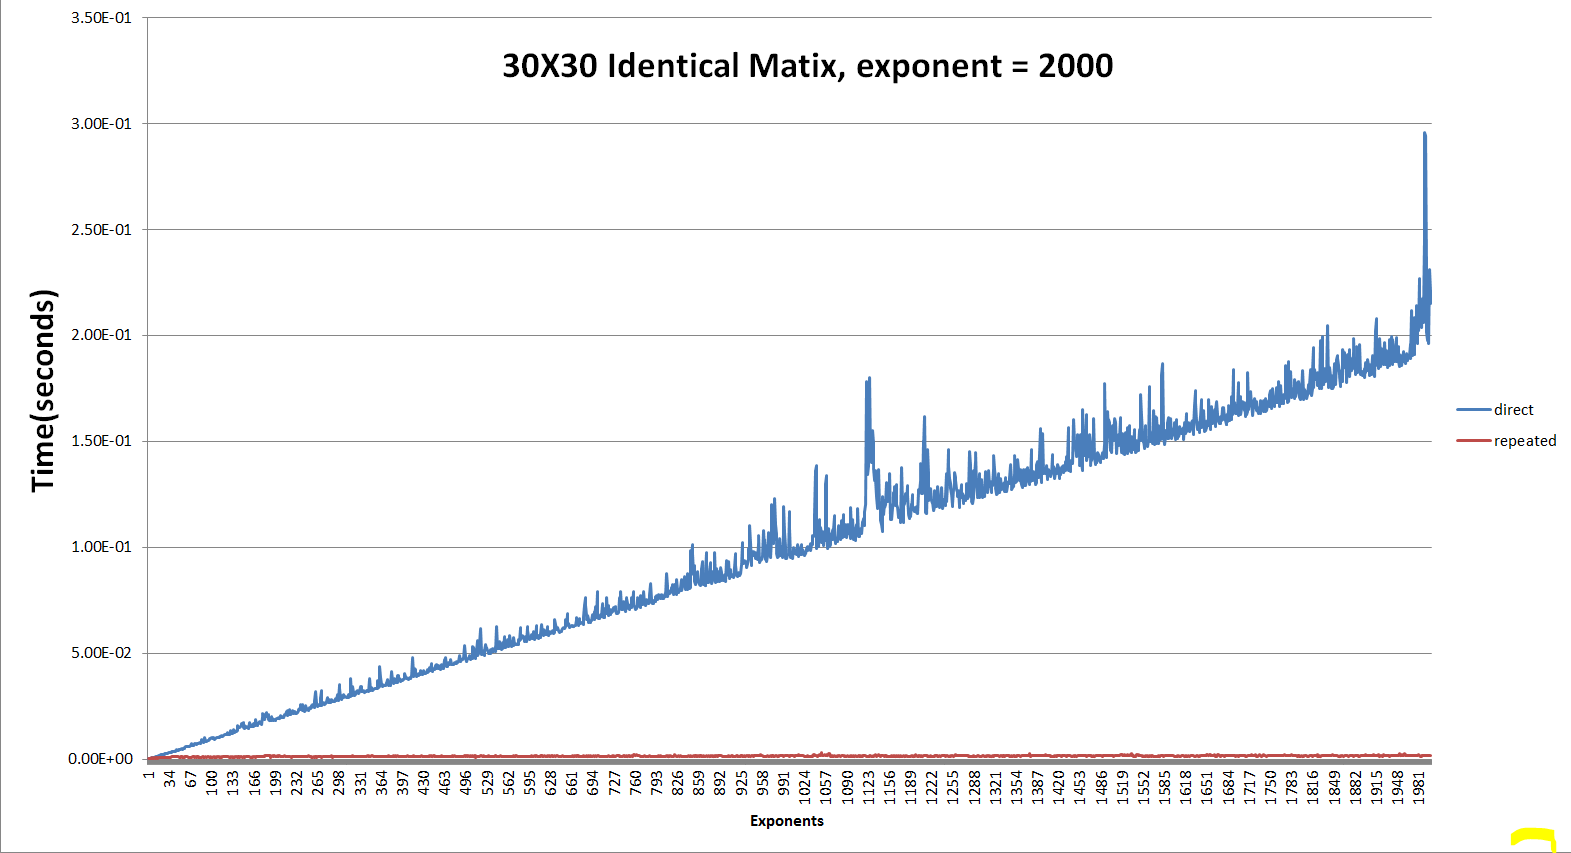 30X30 Identical Matix, exponent = 2000
3.50E-01
3.00E-01
2.50E-01
2.00E-01
1.50E-01
1.00E-01
5.00E-02
0.00E+00
Time(seconds)
direct
repeated
1 34 67 100 133 166 199 232 265 298 331 364 397 430 463 496 529 562 595 628 661 694 727 760 793 826 859 892 925 958 991 1024 1057 1090 1123 1156 1189 1222 1255 1288 1321 1354 1387 1420 1453 1486 1519 1552 1585 1618 1651 1684 1717 1750 1783 1816 1849 1882 1915 1948 1981
Exponents